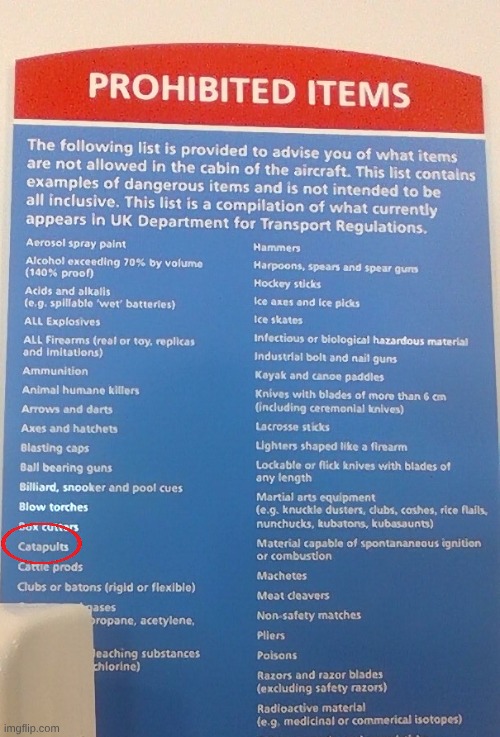 PROHIBITED ITEMS
The following list is provided to advise you of what items
are not allowed in the cabin of the aircraft. This list contains
examples of dangerous items and is not intended to be
all inclusive. This list is a compilation of what currently
appears in UK Department for Transport Regulations.
Aerosol spray paint
Alcohol exceeding 70% by volume
(140% proof)
Acids and alkalis
(e.g. spillable 'wet' batteries)
ALL Explosives
ALL Firearms (real or toy, replicas
and imitations)
Ammunition
Animal humane killers
Arrows and darts
Axes and hatchets
Blasting caps
Ball bearing guns
Billiard, snooker and pool cues
Blow torches
Box cutters
Catapults
Cattle prods
Clubs or batons (rigid or flexible)
gases
propane, acetylene,
leaching substances
chlorine)
Hammers
Harpoons, spears and spear guns
Hockey sticks
Ice axes and ice picks
Ice skates
Infectious or biological hazardous material
Industrial bolt and nail guns
Kayak and canoe paddles
Knives with blades of more than 6 cm
(including ceremonial knives)
Lacrosse sticks
Lighters shaped like a firearm
Lockable or flick knives with blades of
any length
Martial arts equipment
(e.g. knuckle dusters, clubs, coshes, rice flails,
nunchucks, kubatons, kubasaunts)
Material capable of spontananeous ignition
or combustion
Machetes
Meat cleavers
Non-safety matches
Pliers
Poisons
Razors and razor blades
(excluding safety razors)
Radioactive material
(e.g. medicinal or commerical isotopes)
imgflip.com